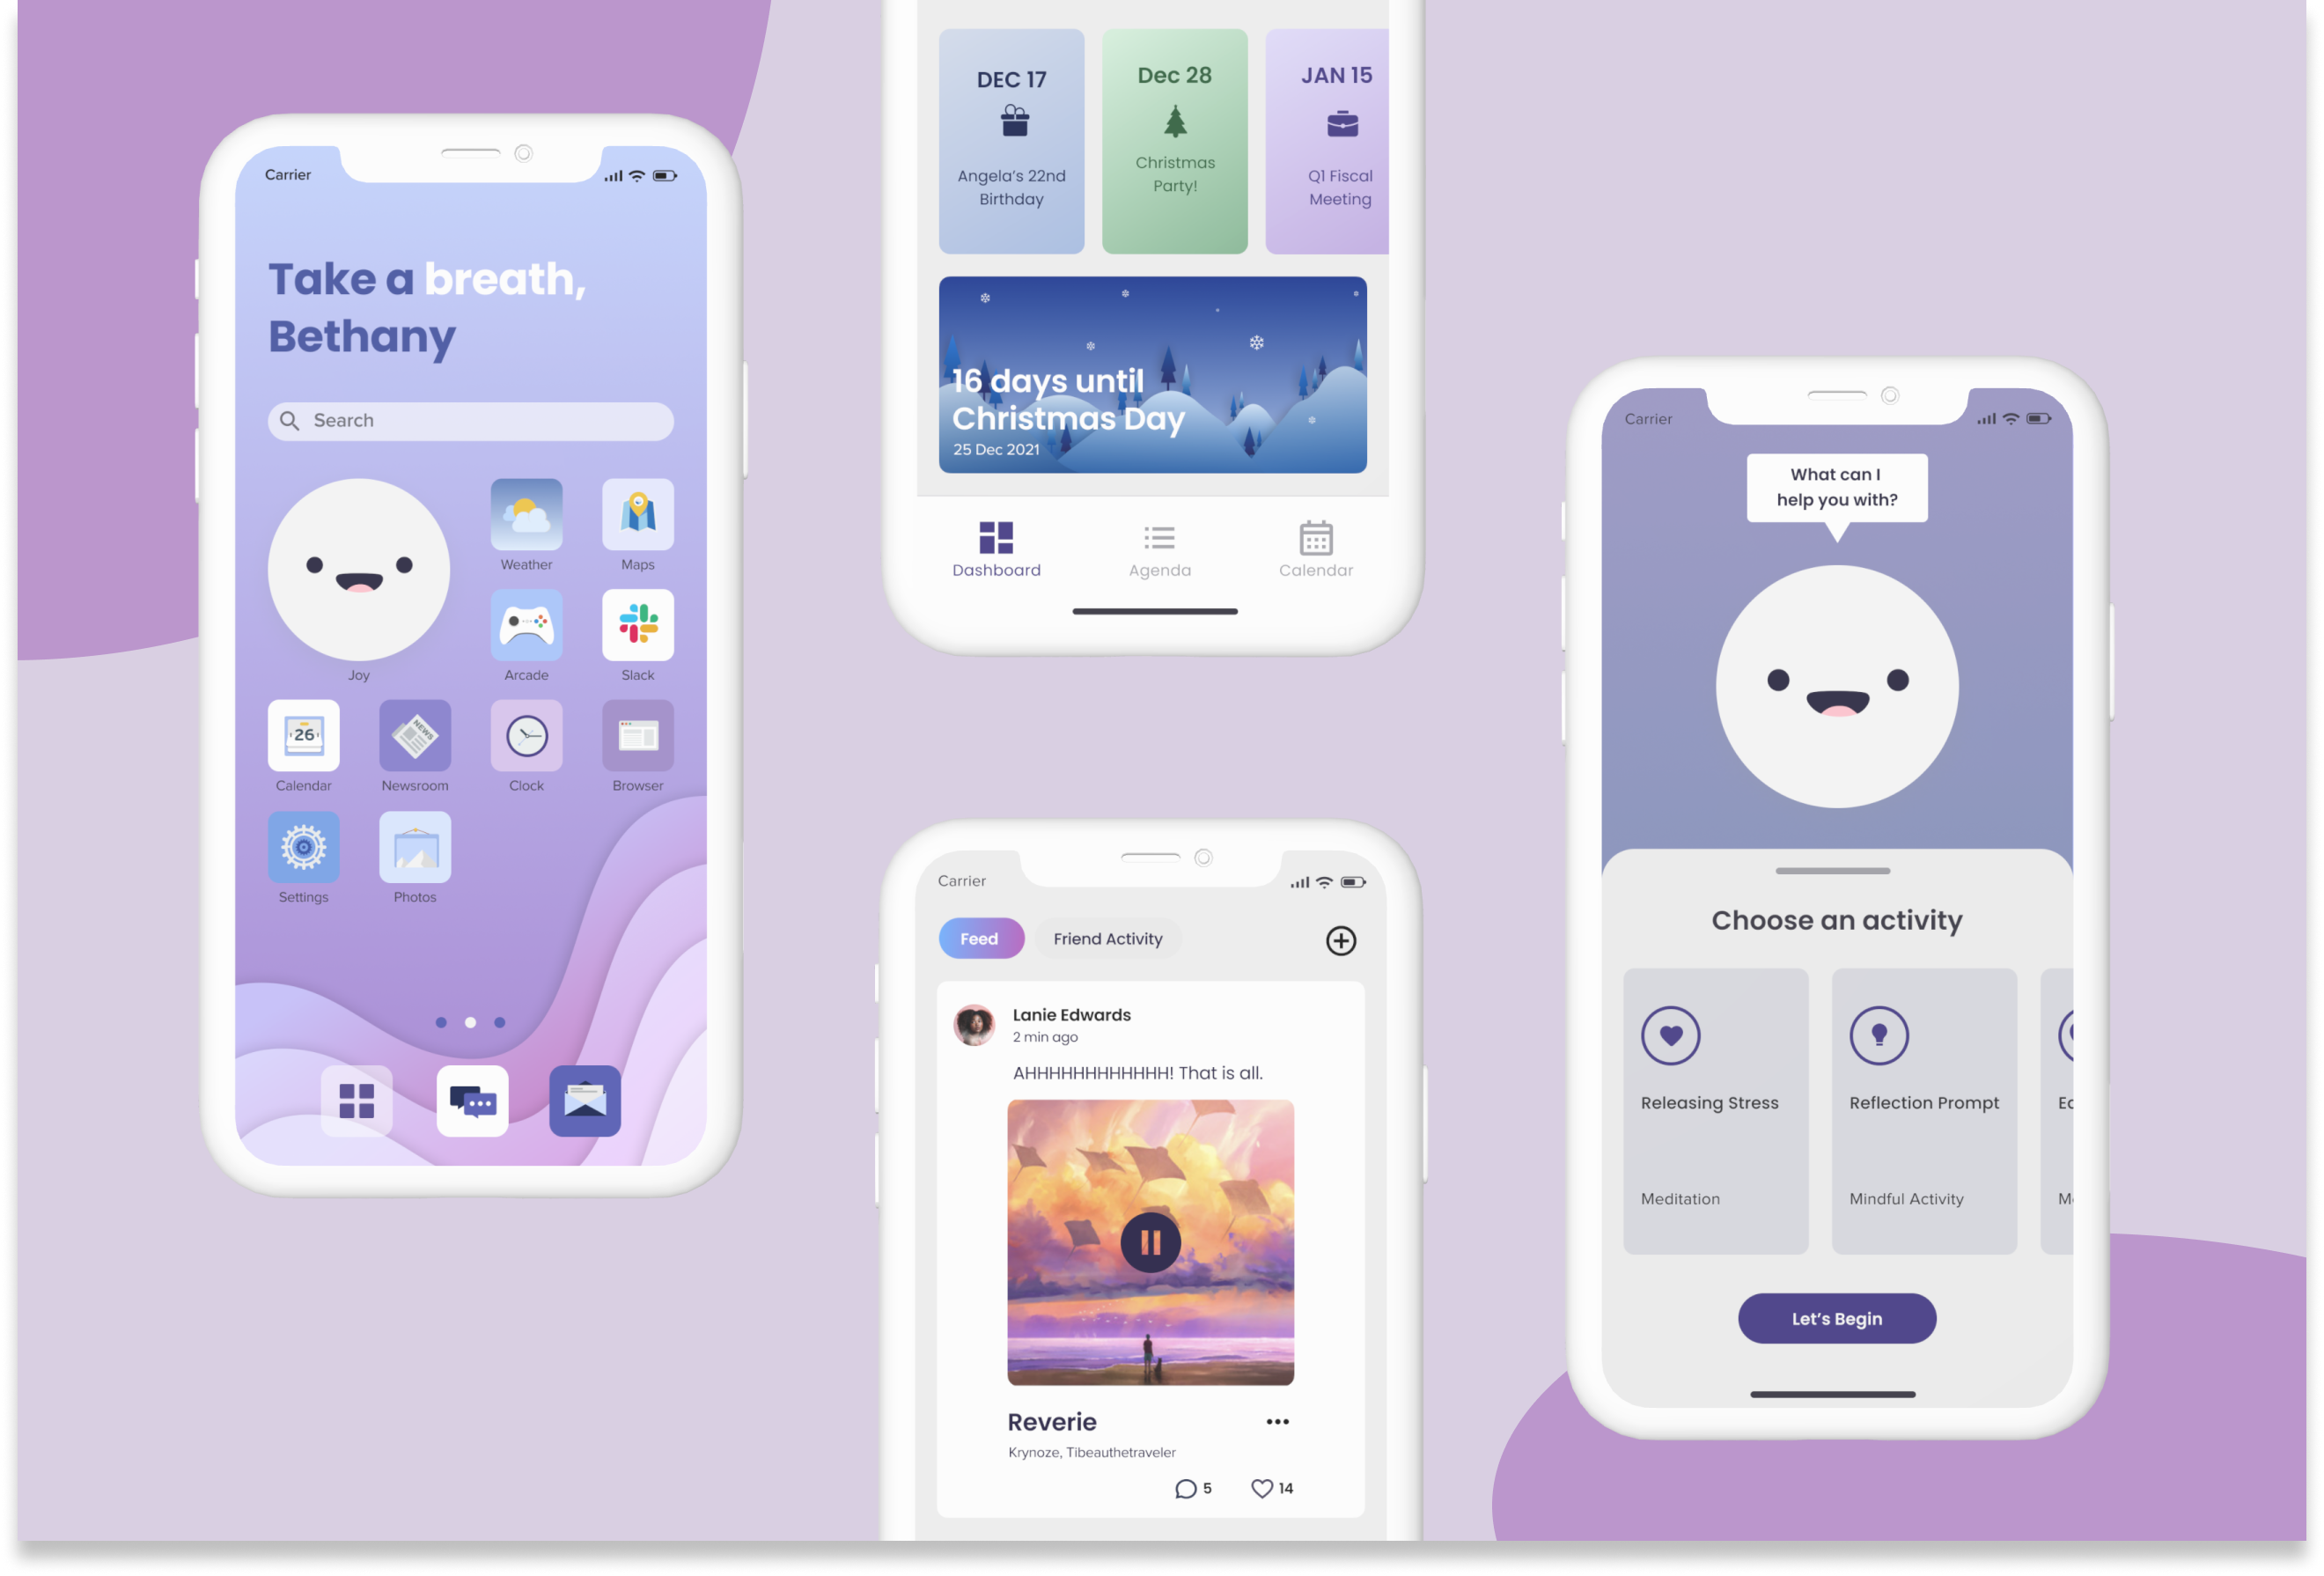 Carrier
Take a breath,
Bethany
Search
Weather
Maps
Joy
Arcade
Slack
26
NEWS
Calendar
Newsroom
Clock
Browser
Settings
Photos
DEC 17
Angela's 22nd
Birthday
Dec 28
Christmas
Party!
JAN 15
Q1 Fiscal
Meeting
16 days until
Christmas Day
25 Dec 2021
Dashboard
Agenda
Calendar
Carrier
Feed
Friend Activity
Lanie Edwards
2 min ago
AHHHHHHHHHHHH! That is all.
Reverie
Krynoze, Tibeauthetraveler
5
14
Carrier
What can I
help you with?
Choose an activity
Releasing Stress
Meditation
Reflection Prompt
Mindful Activity
Let's Begin